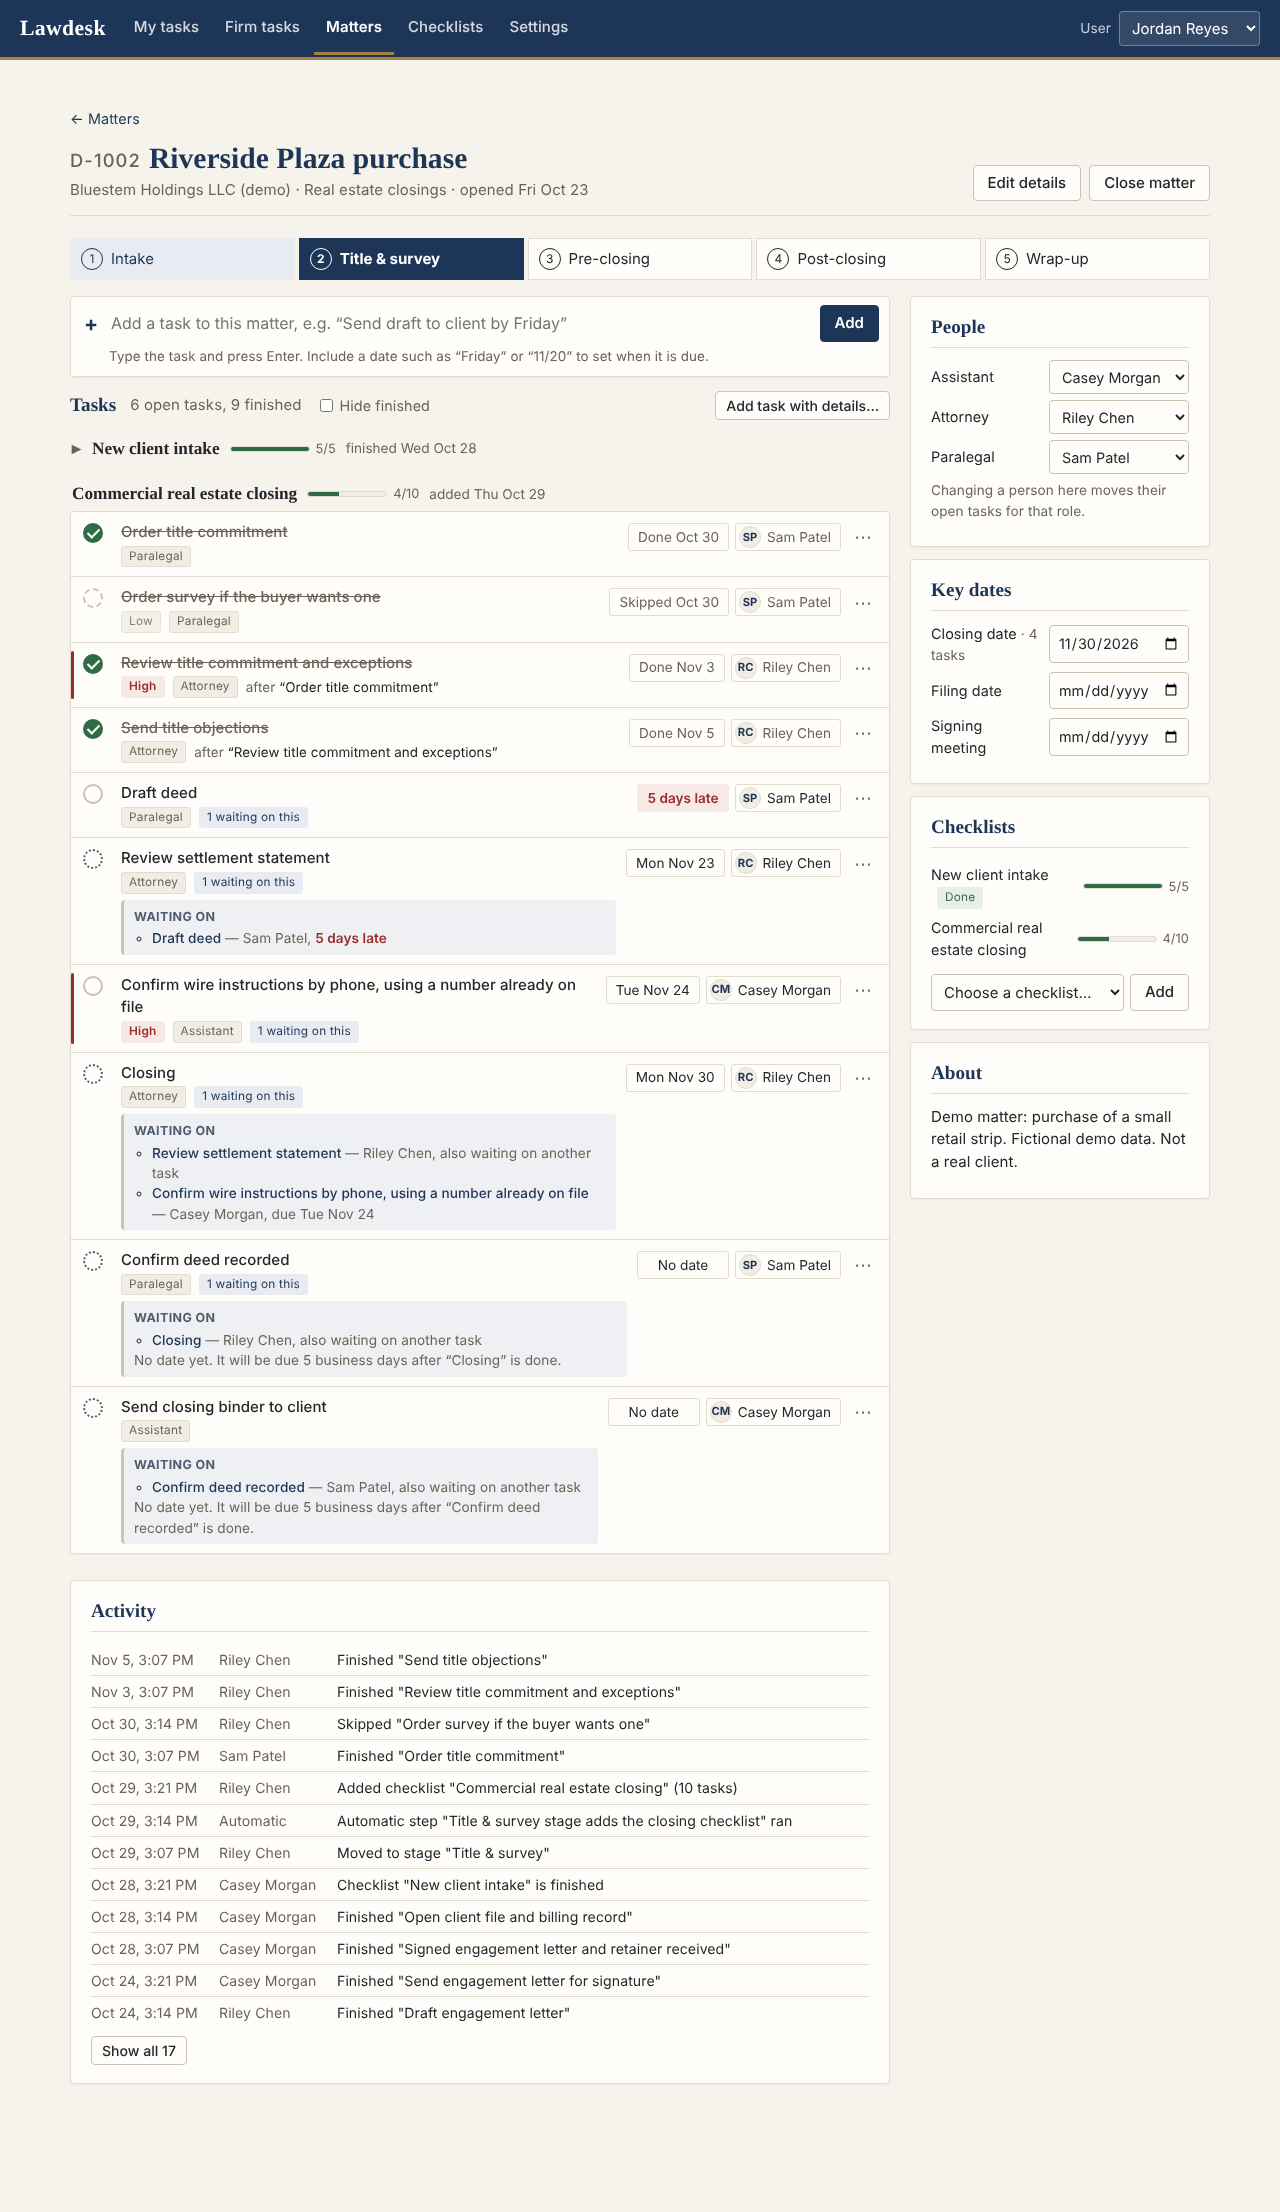 Lawdesk My tasks Firm tasks Matters Checklists Settings User Jordan Reyes
← Matters
D-1002 Riverside Plaza purchase
Bluestem Holdings LLC (demo) · Real estate closings · opened Fri Oct 23
Edit details Close matter
1 Intake 2 Title & survey 3 Pre-closing 4 Post-closing 5 Wrap-up
+ Add a task to this matter, e.g. “Send draft to client by Friday” Add
Type the task and press Enter. Include a date such as “Friday” or “11/20” to set when it is due.
Tasks 6 open tasks, 9 finished Hide finished Add task with details...
New client intake 5/5 finished Wed Oct 28
Commercial real estate closing 4/10 added Thu Oct 29
Order title commitment Done Oct 30 SP Sam Patel ...
Paralegal
Order survey if the buyer wants one Skipped Oct 30 SP Sam Patel ...
Low Paralegal
Review title commitment and exceptions Done Nov 3 RC Riley Chen ...
High Attorney after “Order title commitment”
Send title objections Done Nov 5 RC Riley Chen ...
Attorney after “Review title commitment and exceptions”
Draft deed 5 days late SP Sam Patel ...
Paralegal 1 waiting on this
Review settlement statement Mon Nov 23 RC Riley Chen ...
Attorney 1 waiting on this
WAITING ON
Draft deed — Sam Patel, 5 days late
Confirm wire instructions by phone, using a number already on Tue Nov 24 CM Casey Morgan ...
file
High Assistant 1 waiting on this
Closing Mon Nov 30 RC Riley Chen ...
Attorney 1 waiting on this
WAITING ON
Review settlement statement — Riley Chen, also waiting on another
task
Confirm wire instructions by phone, using a number already on file
— Casey Morgan, due Tue Nov 24
Confirm deed recorded No date SP Sam Patel ...
Paralegal 1 waiting on this
WAITING ON
Closing — Riley Chen, also waiting on another task
No date yet. It will be due 5 business days after “Closing” is done.
Send closing binder to client No date CM Casey Morgan ...
Assistant
WAITING ON
Confirm deed recorded — Sam Patel, also waiting on another task
No date yet. It will be due 5 business days after “Confirm deed
recorded” is done.
Activity
Nov 5, 3:07 PM Riley Chen Finished "Send title objections"
Nov 3, 3:07 PM Riley Chen Finished "Review title commitment and exceptions"
Oct 30, 3:14 PM Riley Chen Skipped "Order survey if the buyer wants one"
Oct 30, 3:07 PM Sam Patel Finished "Order title commitment"
Oct 29, 3:21 PM Riley Chen Added checklist "Commercial real estate closing" (10 tasks)
Oct 29, 3:14 PM Automatic Automatic step "Title & survey stage adds the closing checklist" ran
Oct 29, 3:07 PM Riley Chen Moved to stage "Title & survey"
Oct 28, 3:21 PM Casey Morgan Checklist "New client intake" is finished
Oct 28, 3:14 PM Casey Morgan Finished "Open client file and billing record"
Oct 28, 3:07 PM Casey Morgan Finished "Signed engagement letter and retainer received"
Oct 24, 3:21 PM Casey Morgan Finished "Send engagement letter for signature"
Oct 24, 3:14 PM Riley Chen Finished "Draft engagement letter"
Show all 17
People
Assistant Casey Morgan
Attorney Riley Chen
Paralegal Sam Patel
Changing a person here moves their
open tasks for that role.
Key dates
Closing date · 4 11/30/2026
tasks
Filing date mm/dd/yyyy
Signing mm/dd/yyyy
meeting
Checklists
New client intake 5/5
Done
Commercial real 4/10
estate closing
Choose a checklist... Add
About
Demo matter: purchase of a small
retail strip. Fictional demo data. Not
a real client.